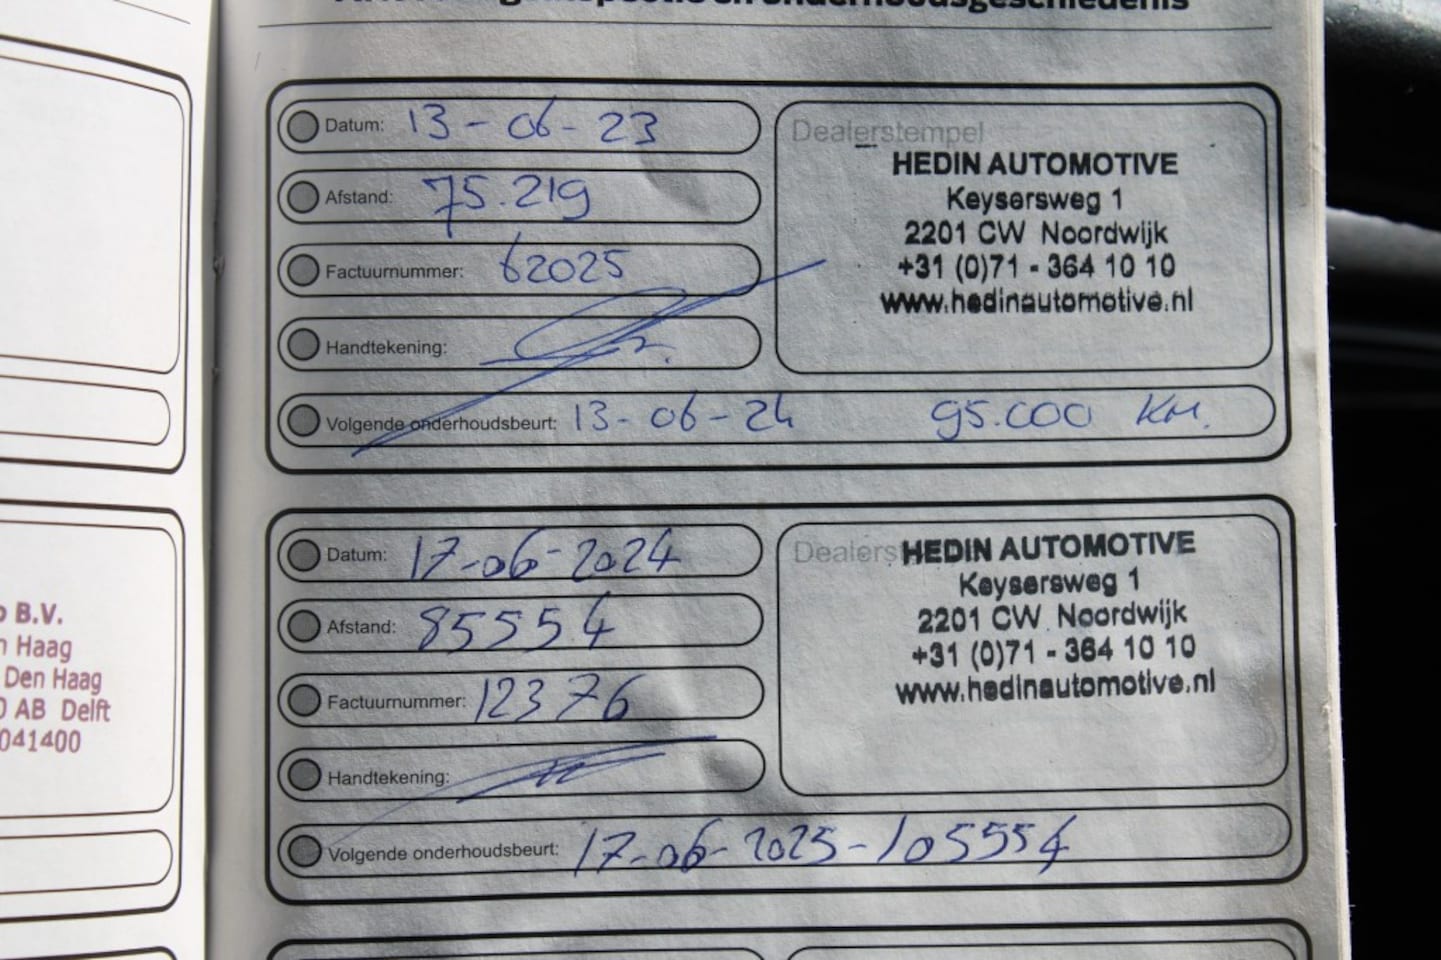 onderhoudsgeschiedenis
Datum: 13-06-23
Afstand: 75.219
Factuurnummer: 62025
Handtekening:
Volgende onderhoudsbeurt: 13-06-24 95.000 KM.
Dealerstempel
HEDIN AUTOMOTIVE
Keysersweg 1
2201 CW Noordwijk
+31 (0)71 - 364 10 10
www.hedinautomotive.nl
Datum: 17-06-2024
Afstand: 85554
Factuurnummer: 12376
Handtekening:
Volgende onderhoudsbeurt: 17-06-2025-105554
Dealers
HEDIN AUTOMOTIVE
Keysersweg 1
2201 CW Noordwijk
+31 (0)71 - 364 10 10
www.hedinautomotive.nl
B.V.
Haag
Den Haag
AB Delft
041400